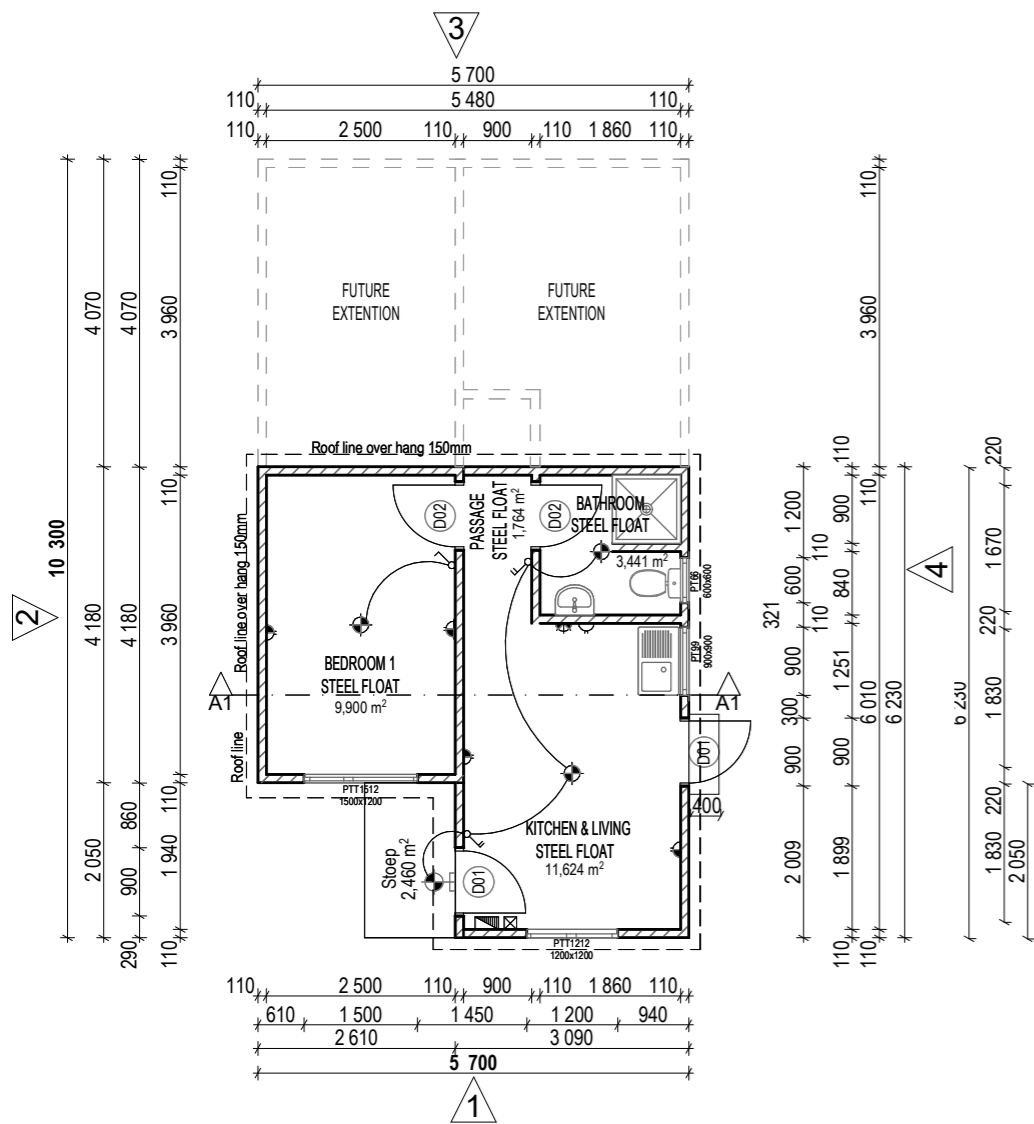 3
5 700
110 5 480 110
110 2 500 110 900 110 1 860 110
10 300
4 070
4 180
2 050
4 070
4 180
860
900
290
110
3 960
110
3 960
110
1 940
110
2
FUTURE
EXTENTION
FUTURE
EXTENTION
Roof line over hang 150mm
Roof line over hang 150mm
Roof line
D02
PASSAGE
STEEL FLOAT
1,764 m²
D02
BATHROOM
STEEL FLOAT
3,441 m²
PT66
600x600
PT99
900x900
BEDROOM 1
STEEL FLOAT
9,900 m²
A1
A1
D01
400
PTT1512
1500x1200
KITCHEN & LIVING
STEEL FLOAT
11,624 m²
Stoep
2,460 m²
D01
PTT1212
1200x1200
321
1200
600
900
300
900
2 009
110
110
110
900
840
1 251
900
1 899
110
110
3 960
110
6 010
110
6 230
4
6 230
220
1 670
220
1 830
220
1 830
2 050
110 2 500 110 900 110 1 860 110
610 1 500 1 450 1 200 940
2 610 3 090
5 700
1